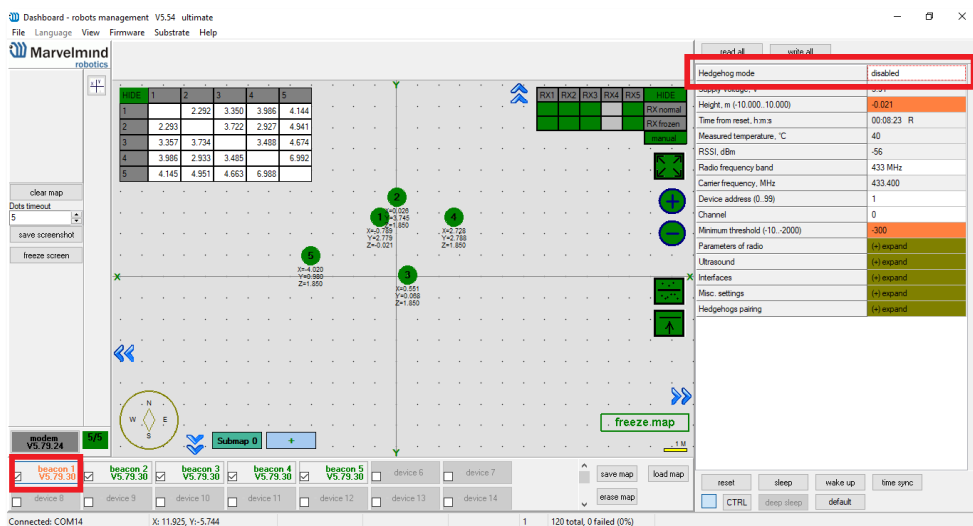 Dashboard - robots management V5.54 ultimate
File Language View Firmware Substrate Help
Marvelmind
robotics
HIDE 1 2 3 4 5
1 2.292 3.350 3.986 4.144
2 2.293 3.722 2.927 4.941
3 3.357 3.734 3.488 4.674
4 3.986 2.933 3.485 6.992
5 4.145 4.951 4.663 6.988
RX1 RX2 RX3 RX4 RX5 HIDE
RX normal
RX frozen
manual
clear map
Dots timeout
5
save screenshot
freeze screen
Y
2
X=0.026
Y=3.745
Z=1.850
1
X=-0.789
Y=2.779
Z=-0.021
4
X=2.728
Y=2.788
Z=1.850
5
X=-4.020
Y=0.980
Z=1.850
3
X=0.551
Y=0.068
Z=1.850
X
X
N
W E
S
Submap 0
+
freeze map
1 M
Y
modem
V5.79.24
5/5
beacon 1
V5.79.30
beacon 2
V5.79.30
beacon 3
V5.79.30
beacon 4
V5.79.30
beacon 5
V5.79.30
device 6
device 7
device 8
device 9
device 10
device 11
device 12
device 13
device 14
save map
load map
erase map
read all
write all
Hedgehog mode disabled
Supply voltage, V
Height, m (-10.000..10.000) -0.021
Time from reset, h:m:s 00:08:23 R
Measured temperature, °C 40
RSSI, dBm -56
Radio frequency band 433 MHz
Carrier frequency, MHz 433.400
Device address (0..99) 1
Channel 0
Minimum threshold (-10..-2000) -300
Parameters of radio (+) expand
Ultrasound (+) expand
Interfaces (+) expand
Misc. settings (+) expand
Hedgehogs pairing (+) expand
reset
sleep
wake up
time sync
CTRL
deep sleep
default
Connected: COM14
X: 11.925, Y:-5.744
1
120 total, 0 failed (0%)